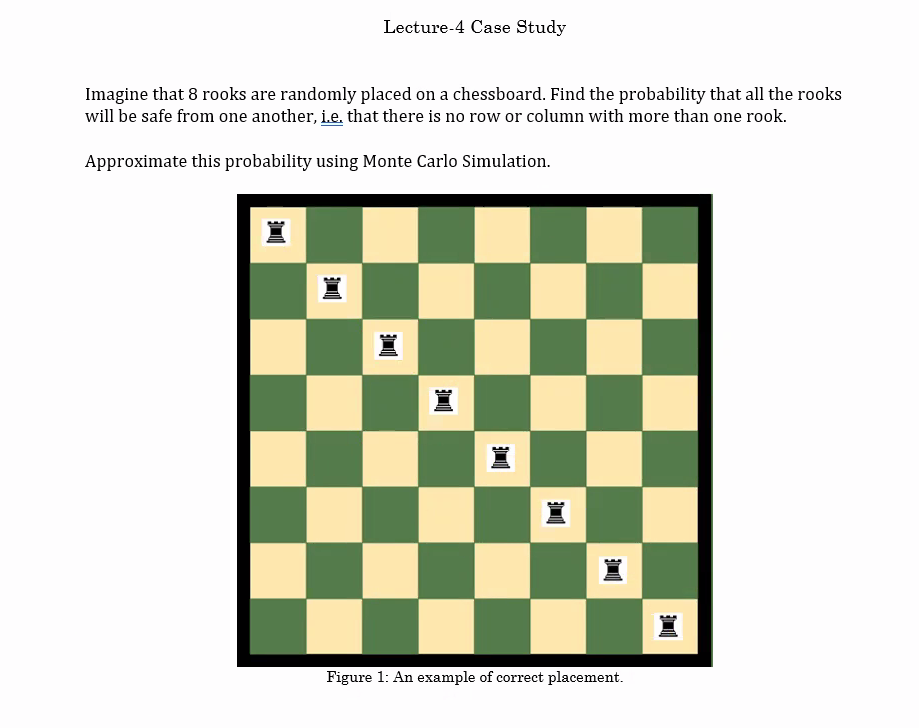 Lecture-4 Case Study
Imagine that 8 rooks are randomly placed on a chessboard. Find the probability that all the rooks
will be safe from one another, i.e. that there is no row or column with more than one rook.
Approximate this probability using Monte Carlo Simulation.
Figure 1: An example of correct placement.